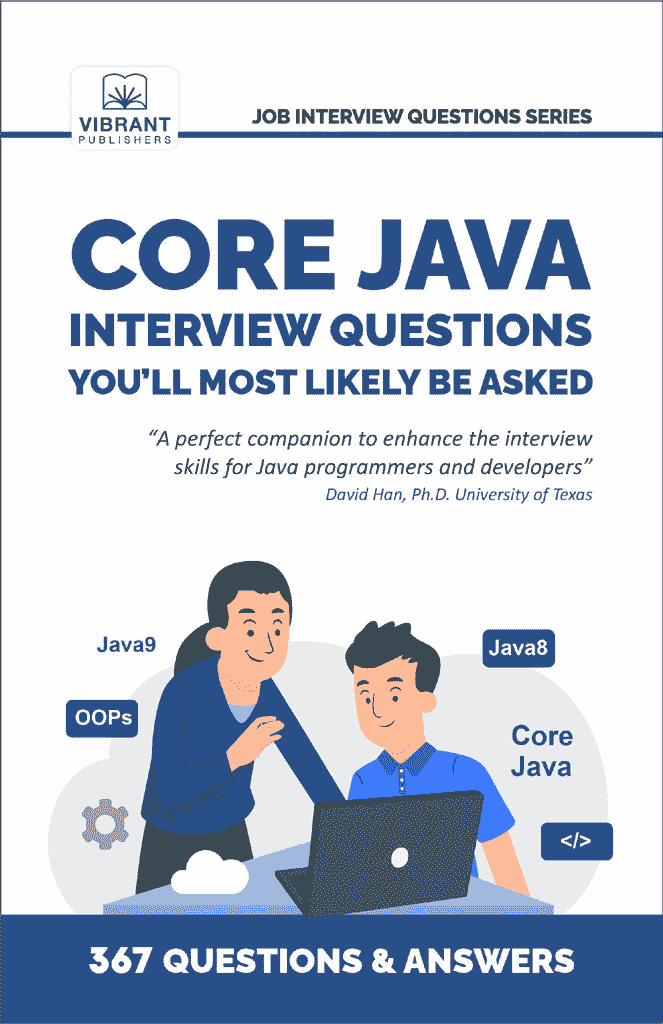 VIBRANT
PUBLISHERS
JOB INTERVIEW QUESTIONS SERIES
CORE JAVA
INTERVIEW QUESTIONS
YOU'LL MOST LIKELY BE ASKED
“A perfect companion to enhance the interview
skills for Java programmers and developers”
David Han, Ph.D. University of Texas
Java9
Java8
OOPs
Core
Java
</>
367 QUESTIONS & ANSWERS